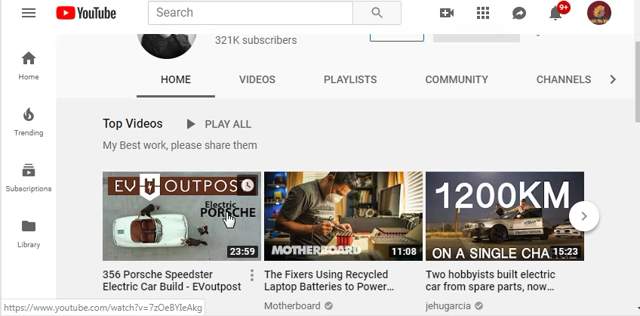 YouTube
Search
9+
321K subscribers
HOME
VIDEOS
PLAYLISTS
COMMUNITY
CHANNELS
Home
Trending
Subscriptions
Library
Top Videos
PLAY ALL
My Best work, please share them
EV OUTPOST
Electric
PORSCHE
23:59
MOTHERBOARD
11:08
1200KM
ON A SINGLE CHA
15:23
356 Porsche Speedster
Electric Car Build - EVoutpost
The Fixers Using Recycled
Laptop Batteries to Power…
Motherboard
Two hobbyists built electric
car from spare parts, now…
jehugarcia
https://www.youtube.com/watch?v=7zOeBYIeAkg